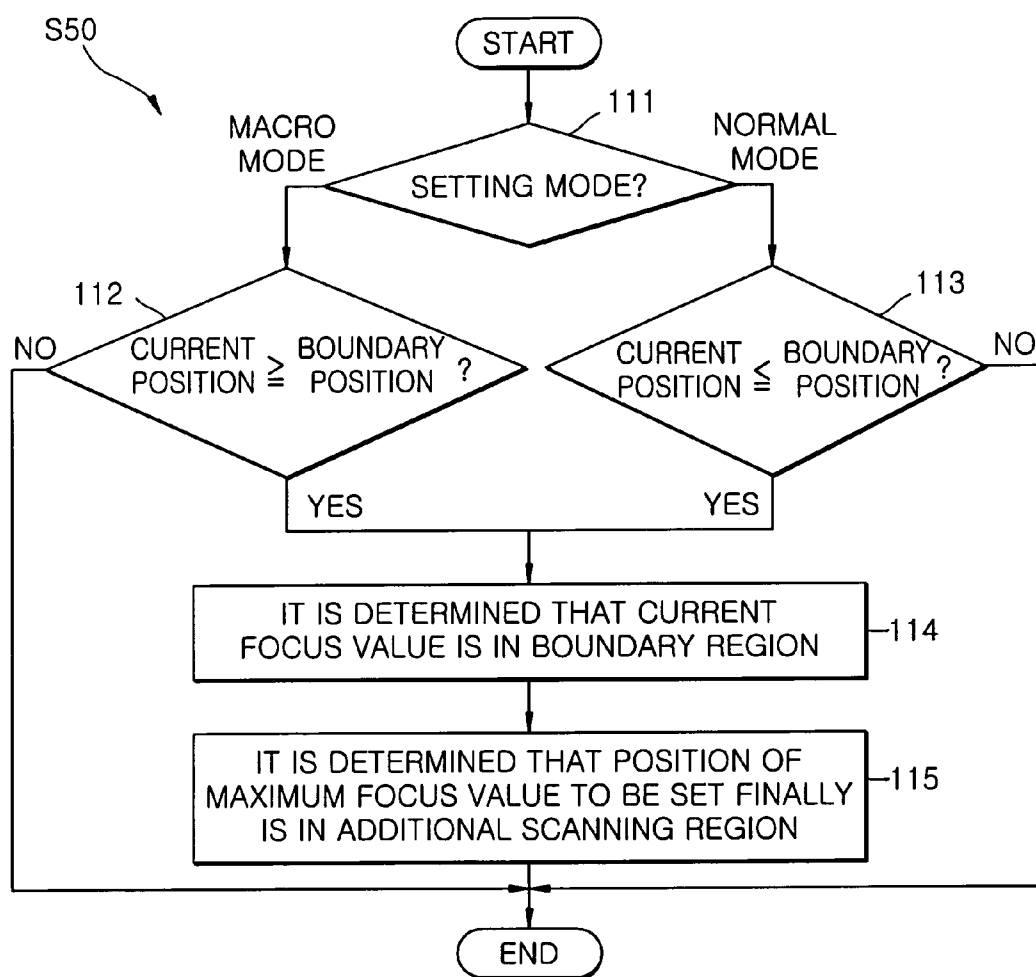 S50
START
111
MACRO
MODE
NORMAL
MODE
SETTING MODE?
112
113
NO
CURRENT
POSITION ≧ BOUNDARY
POSITION ?
CURRENT
POSITION ≦ BOUNDARY
POSITION ?
NO
YES
YES
IT IS DETERMINED THAT CURRENT
FOCUS VALUE IS IN BOUNDARY REGION
114
IT IS DETERMINED THAT POSITION OF
MAXIMUM FOCUS VALUE TO BE SET FINALLY
IS IN ADDITIONAL SCANNING REGION
115
END